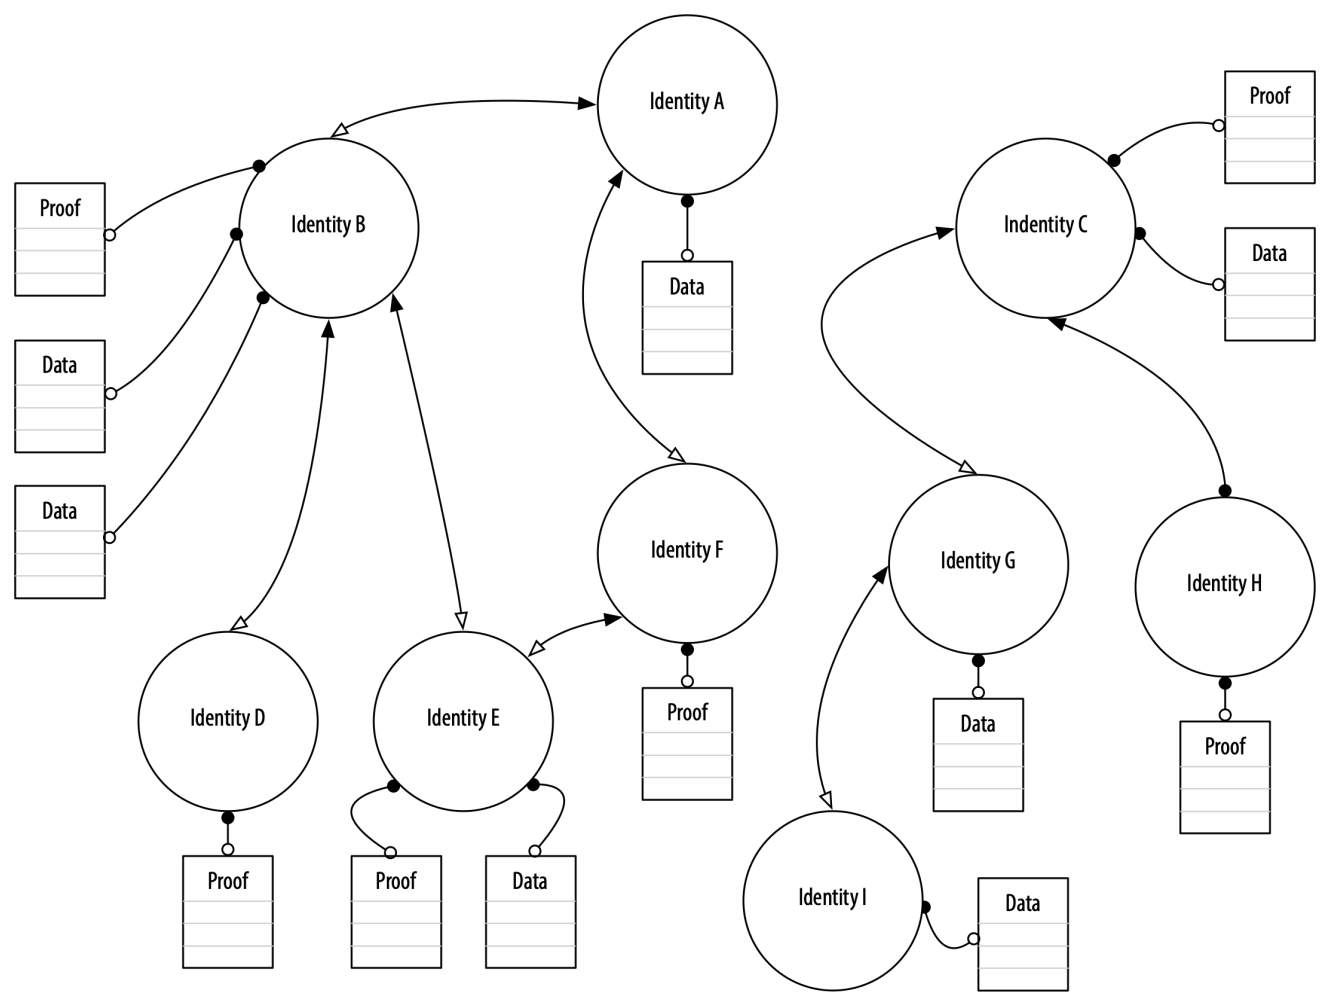 Identity A
Proof
Identity B
Indentity C
Proof
Data
Data
Data
Data
Identity F
Identity G
Identity H
Identity D
Identity E
Proof
Data
Proof
Proof
Proof
Data
Identity I
Data